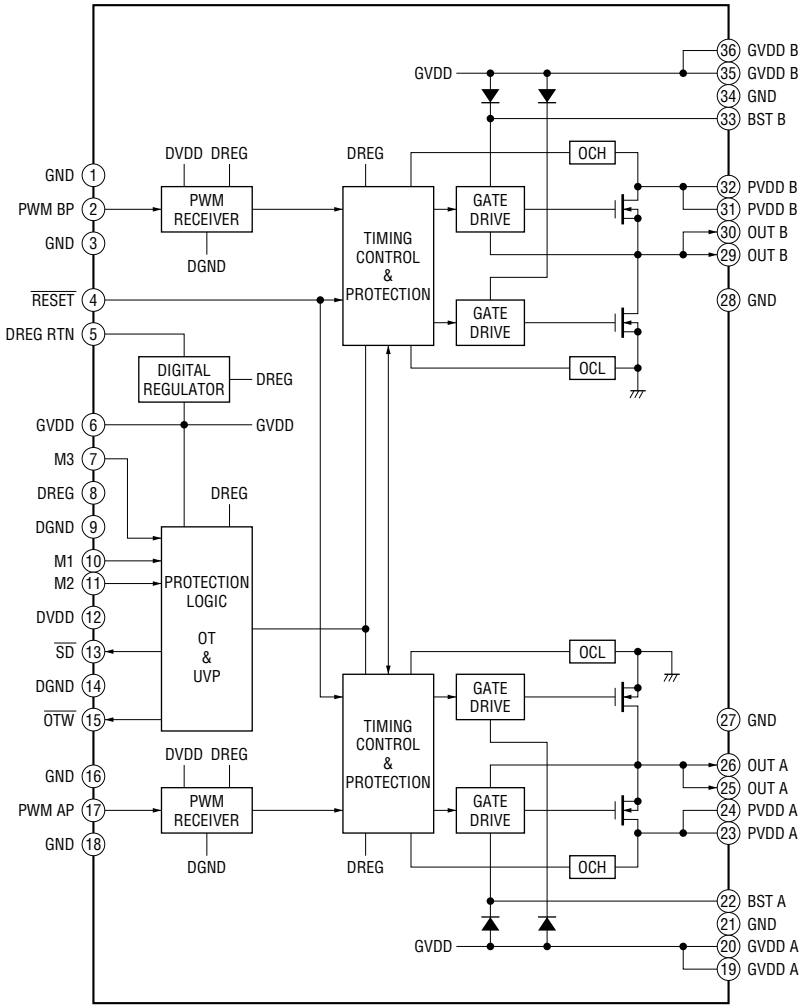 36 GVDD B
GVDD
35 GVDD B
34 GND
33 BST B
DVDD DREG
DREG
OCH
GND 1
32 PVDD B
PWM BP 2
PWM
RECEIVER
TIMING
CONTROL
&
PROTECTION
GATE
DRIVE
31 PVDD B
30 OUT B
GND 3
DGND
29 OUT B
RESET 4
28 GND
GATE
DRIVE
DREG RTN 5
DIGITAL
REGULATOR
DREG
OCL
GVDD 6
GVDD
M3 7
DREG 8
DREG
DGND 9
M1 10
M2 11
PROTECTION
LOGIC
OT
&
UVP
DVDD 12
SD 13
OCL
DGND 14
GATE
DRIVE
OTW 15
27 GND
TIMING
CONTROL
&
PROTECTION
DVDD DREG
26 OUT A
GND 16
25 OUT A
PWM AP 17
PWM
RECEIVER
GATE
DRIVE
24 PVDD A
23 PVDD A
GND 18
DGND
DREG
OCH
22 BST A
21 GND
GVDD
20 GVDD A
19 GVDD A